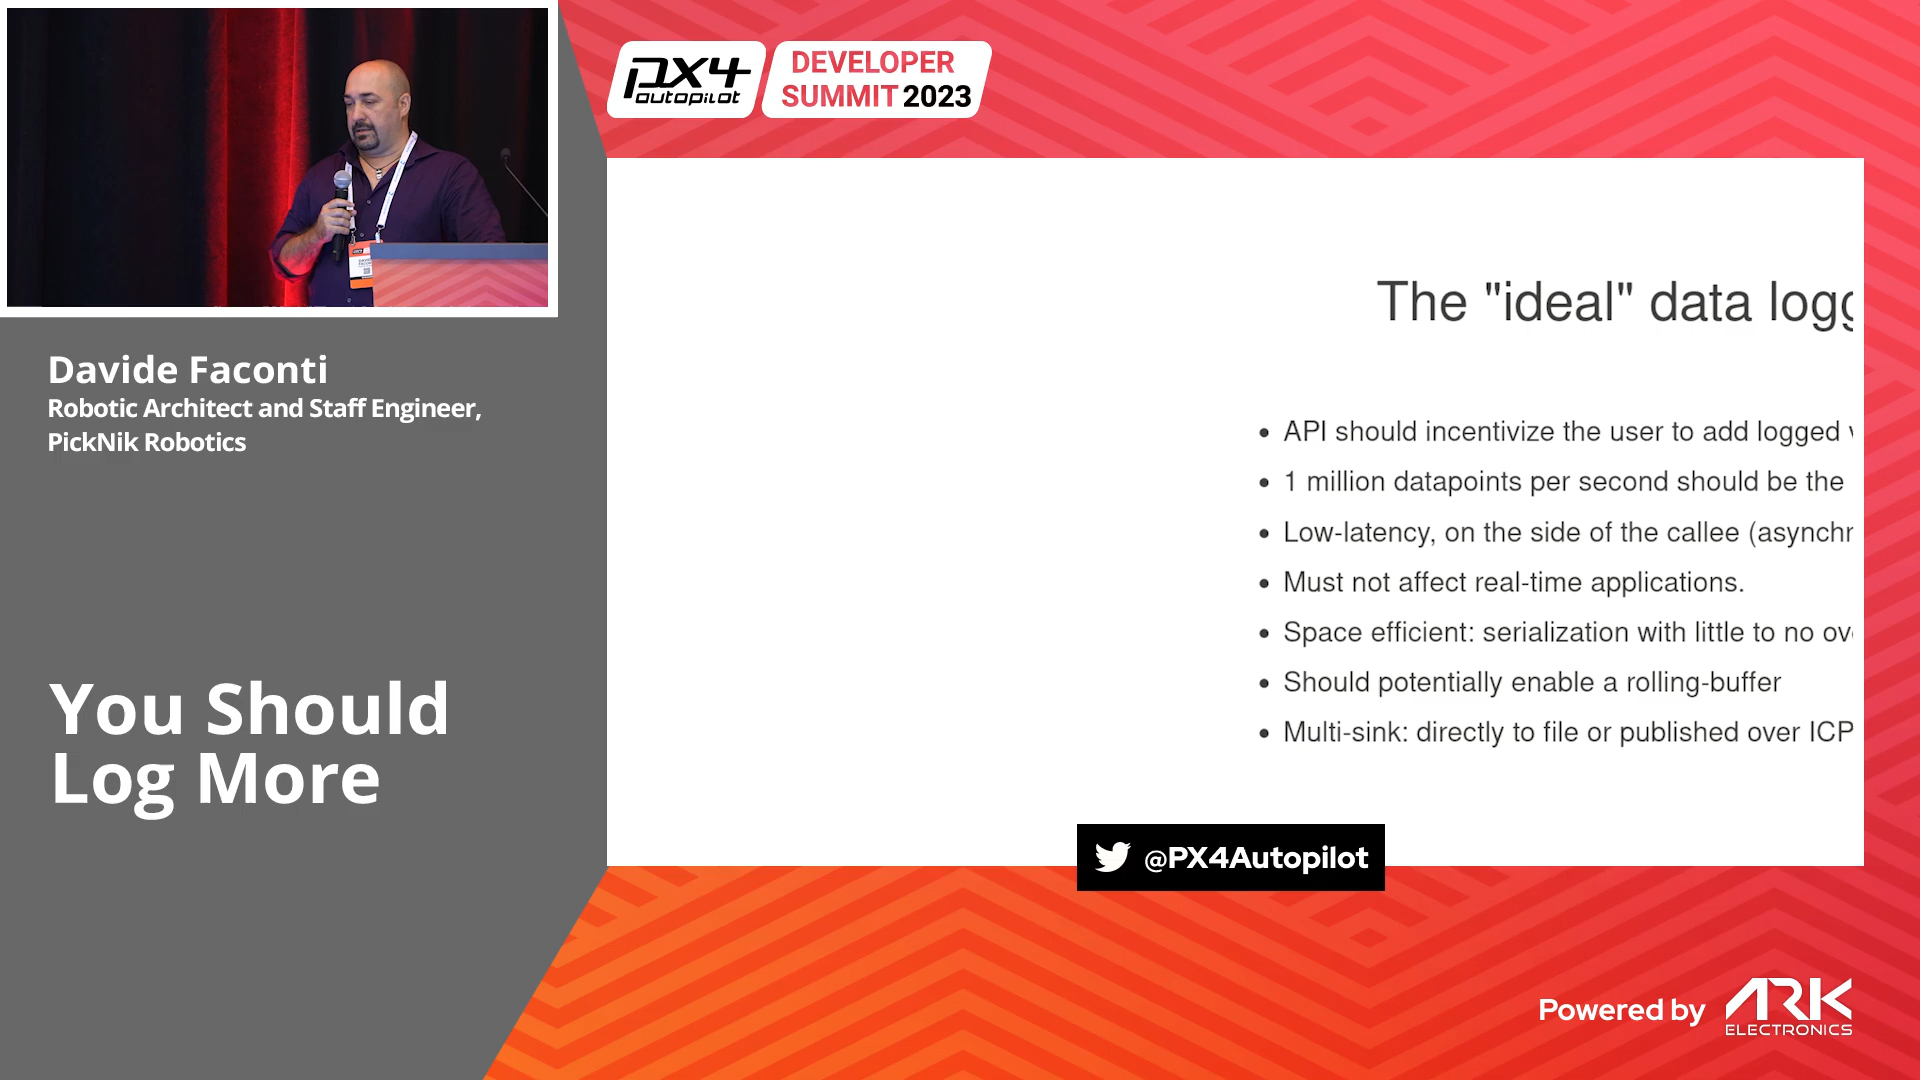 PX4
autopilot
DEVELOPER
SUMMIT 2023
Davide Faconti
Robotic Architect and Staff Engineer,
PickNik Robotics
You Should
Log More
The "ideal" data
• API should incentivize the user to add logged
• 1 million datapoints per second should be the
• Low-latency, on the side of the callee
• Must not affect real-time applications.
• Space efficient: serialization with little to no
• Should potentially enable a rolling-buffer
• Multi-sink: directly to file or published over ICP
@PX4Autopilot
Powered by
ARK
ELECTRONICS